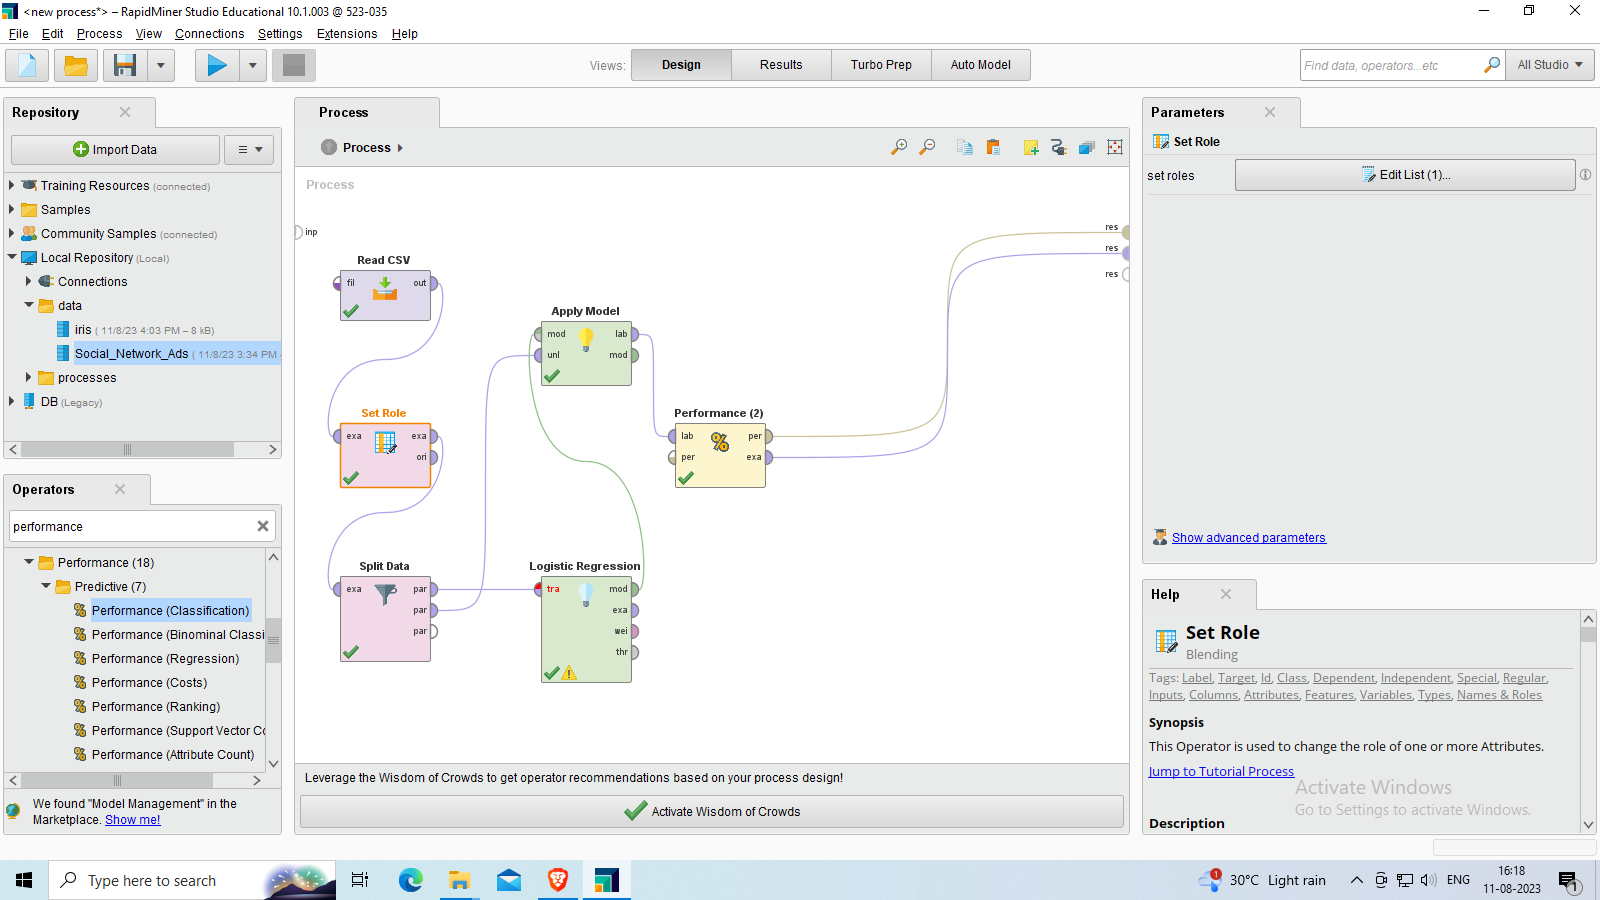 <new process*> – RapidMiner Studio Educational 10.1.003 @ 523-035
File Edit Process View Connections Settings Extensions Help
Views: Design Results Turbo Prep Auto Model
Find data, operators...etc
All Studio
Repository
Import Data
Training Resources (connected)
Samples
Community Samples (connected)
Local Repository (Local)
Connections
data
iris ( 11/8/23 4:03 PM – 8 kB)
Social_Network_Ads ( 11/8/23 3:34 PM -
processes
DB (Legacy)
Operators
performance
Performance (18)
Predictive (7)
Performance (Classification)
Performance (Binominal Classi
Performance (Regression)
Performance (Costs)
Performance (Ranking)
Performance (Support Vector Co
Performance (Attribute Count)
We found "Model Management" in the
Marketplace. Show me!
Process
Process
Process
inp
res
res
res
Read CSV
fil out
Apply Model
mod lab
unl mod
Set Role
exa exa
ori
Performance (2)
lab per
per exa
Split Data
exa par
par
par
Logistic Regression
tra mod
exa
wei
thr
Leverage the Wisdom of Crowds to get operator recommendations based on your process design!
Activate Wisdom of Crowds
Parameters
Set Role
set roles
Edit List (1)...
Show advanced parameters
Help
Set Role
Blending
Tags: Label, Target, Id, Class, Dependent, Independent, Special, Regular,
Inputs, Columns, Attributes, Features, Variables, Types, Names & Roles
Synopsis
This Operator is used to change the role of one or more Attributes.
Jump to Tutorial Process
Description
Activate Windows
Go to Settings to activate Windows.
Type here to search
1
30°C Light rain
ENG
16:18
11-08-2023
1